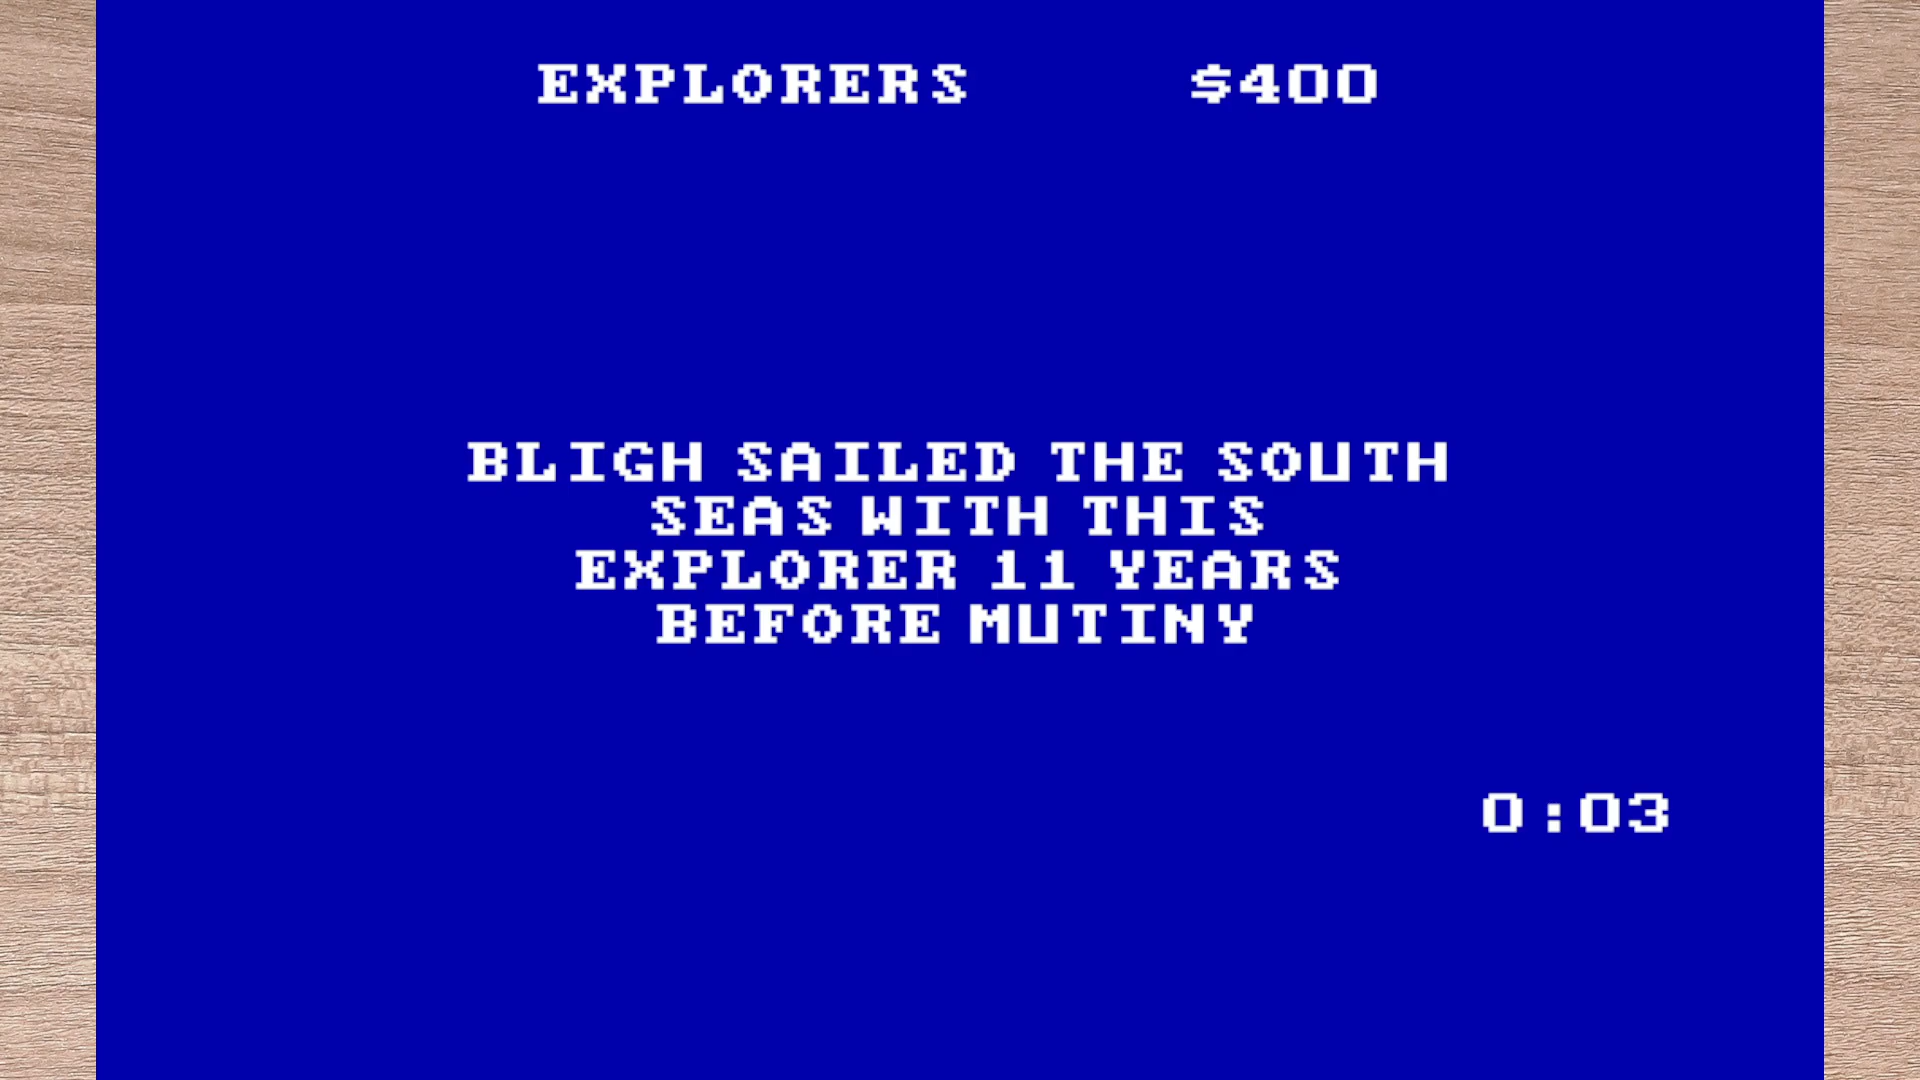 EXPLORERS $400
BLIGH SAILED THE SOUTH
SEAS WITH THIS
EXPLORER 11 YEARS
BEFORE MUTINY
0:03